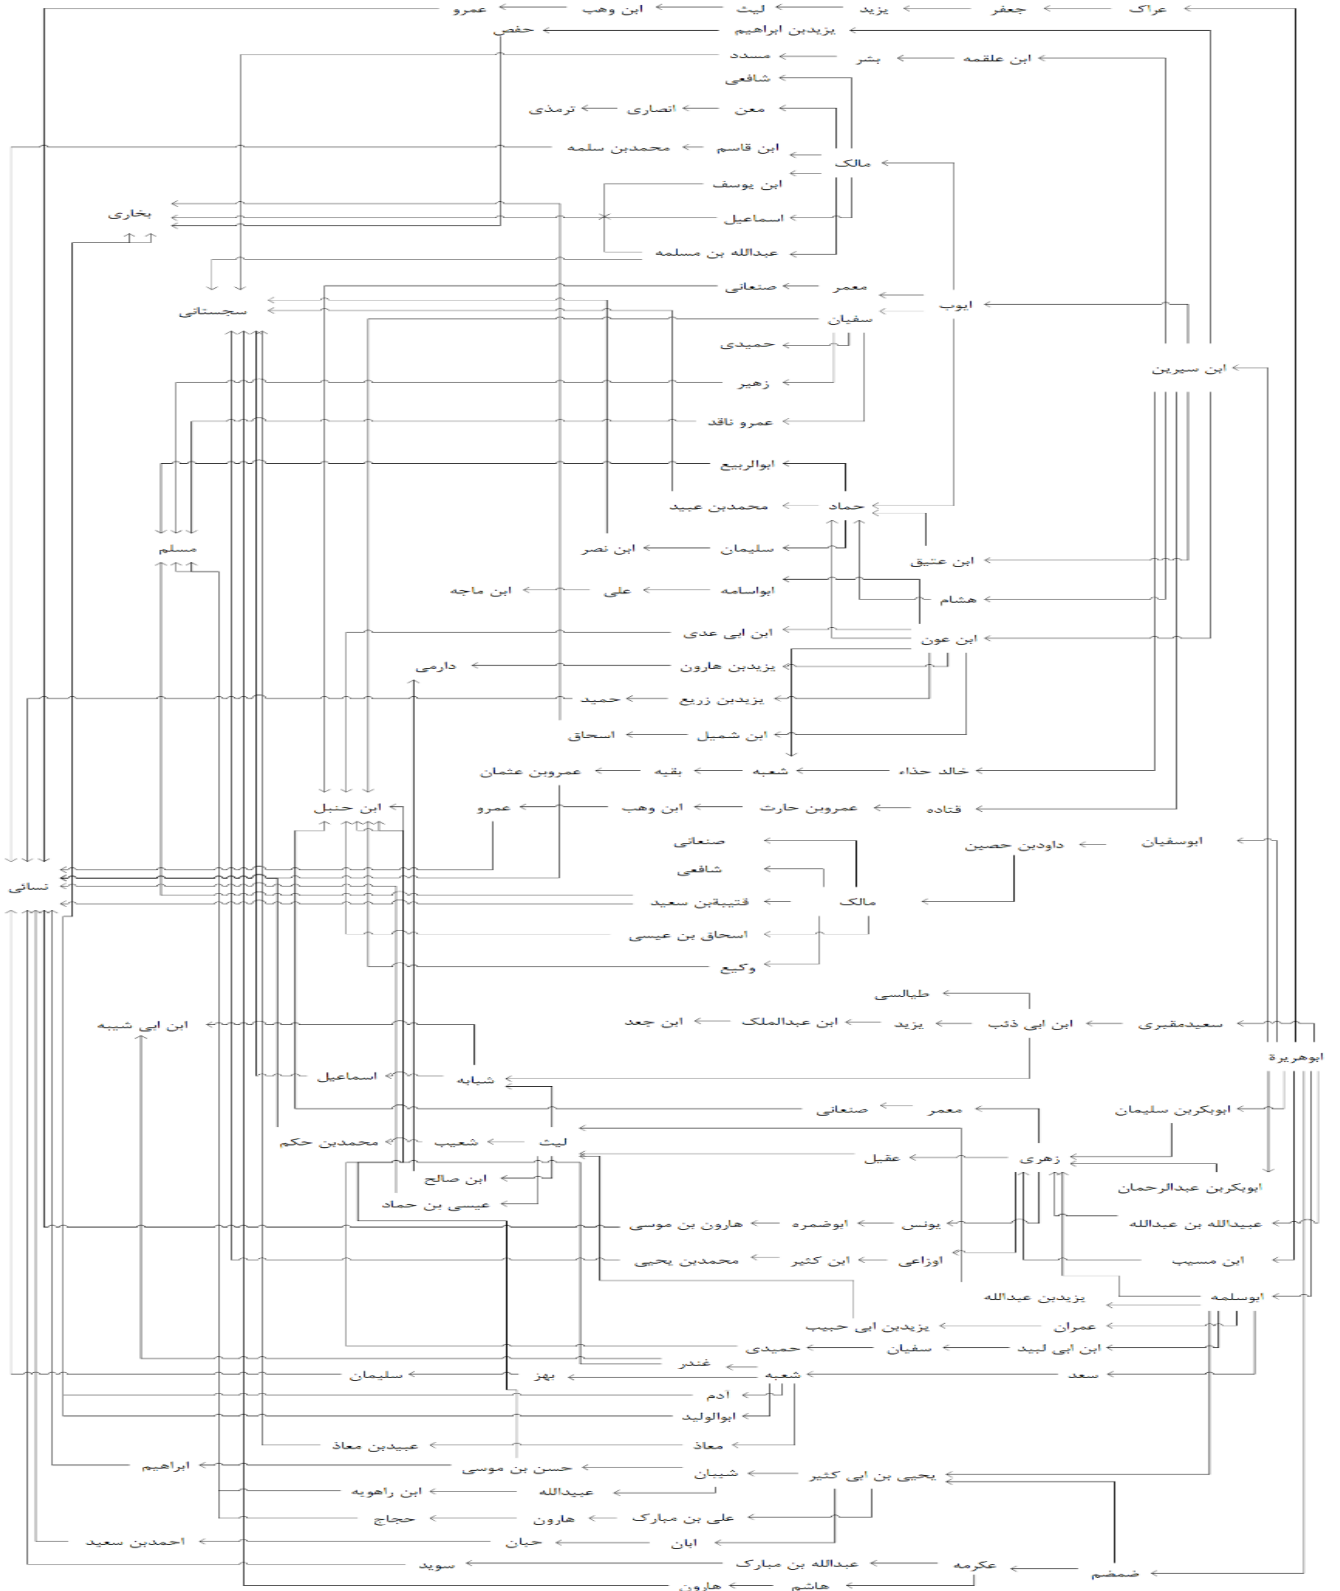 عراک جعفر یزید لیث ابن وهب عمرو
یزیدبن ابراهیم حفص
ابن علقمه بشر مسدد
شافعی
معن انصاری ترمذی
ابن قاسم محمدبن سلمه
مالک
ابن یوسف
اسماعیل بخاری
عبدالله بن مسلمه
معمر صنعانی
ایوب سجستانی
سفیان
حمیدی
ابن سیرین
زهیر
عمرو ناقد
ابوالربیع
حماد محمدبن عبید
سلیمان ابن نصر مسلم
ابن عتیق
ابواسامه علی ابن ماجه
هشام
ابن عون ابن ابی عدی
یزیدبن هارون دارمی
یزیدبن زریع حمید
ابن شمیل اسحاق
خالد حذاء شعبه بقیه عمروبن عثمان
قتاده عمروبن حارت ابن وهب عمرو ابن حنبل
ابوسفیان داودبن حصین صنعانی
شافعی
نسائی
مالک قتیبةبن سعید
اسحاق بن عیسی
وکیع
طیالسی
سعیدمقبری ابن ابی ذئب یزید ابن عبدالملک ابن جعد ابن ابی شیبه
ابوهریرة
شبابه اسماعیل
ابوبکربن سلیمان معمر صنعانی
لیث شعیب محمدبن حکم
زهری عقیل
ابن صالح
ابوبکربن عبدالرحمان
عیسی بن حماد
عبیدالله بن عبدالله یونس ابوضمره هارون بن موسی
ابن مسیب اوزاعی ابن کثیر محمدبن یحیی
ابوسلمه یزیدبن عبدالله
عمران یزیدبن ابی حبیب
ابن ابی لبید سفیان حمیدی
غندر
سعد شعبه بهز سلیمان
آدم
ابوالولید
معاذ عبیدبن معاذ
یحیی بن ابی کثیر شیبان حسن بن موسی ابراهیم
عبیدالله ابن راهویه
علی بن مبارک هارون حجاج
ابان حبان احمدبن سعید
ضمضم عکرمه عبدالله بن مبارک سوید
هاشم هارون